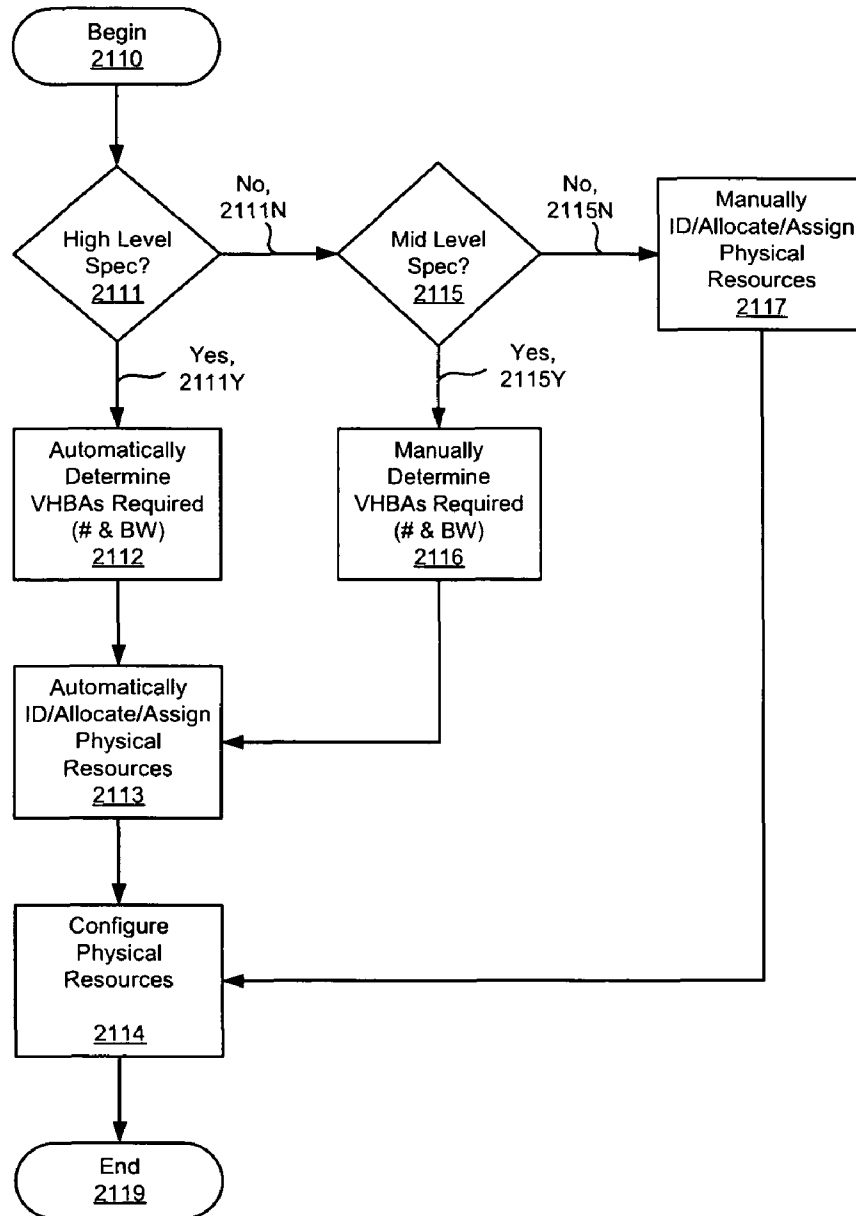 Begin
2110
High Level
Spec?
2111
No,
2111N
Mid Level
Spec?
2115
No,
2115N
Manually
ID/Allocate/Assign
Physical
Resources
2117
Yes,
2111Y
Yes,
2115Y
Automatically
Determine
VHBAs Required
(# & BW)
2112
Manually
Determine
VHBAs Required
(# & BW)
2116
Automatically
ID/Allocate/Assign
Physical
Resources
2113
Configure
Physical
Resources
2114
End
2119